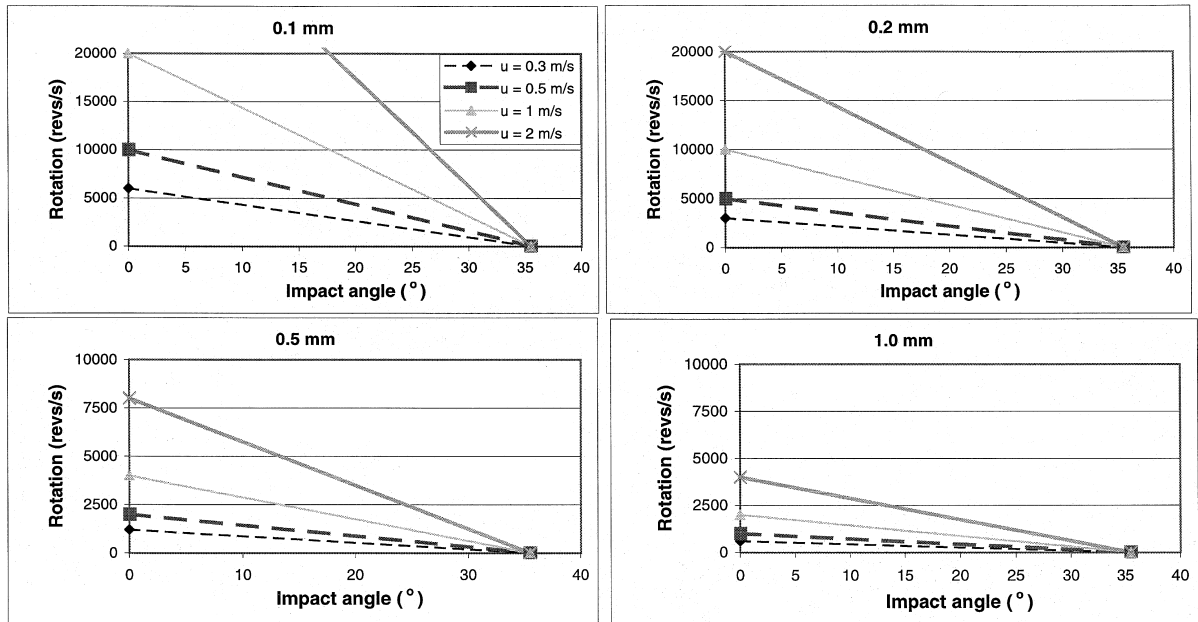 0.1 mm
20000
15000
10000
5000
0
Rotation (revs/s)
0 5 10 15 20 25 30 35 40
Impact angle (°)
u = 0.3 m/s
u = 0.5 m/s
u = 1 m/s
u = 2 m/s
0.2 mm
20000
15000
10000
5000
0
Rotation (revs/s)
0 5 10 15 20 25 30 35 40
Impact angle (°)
0.5 mm
10000
7500
5000
2500
0
Rotation (revs/s)
0 10 20 30 40
Impact angle (°)
1.0 mm
10000
7500
5000
2500
0
Rotation (revs/s)
0 5 10 15 20 25 30 35 40
Impact angle (°)